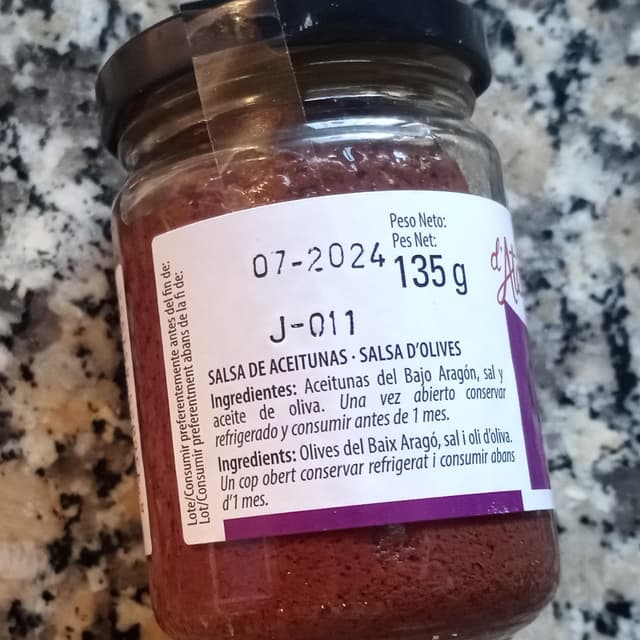 Lote/Consumir preferentemente antes del fin de:
Lot/Consumir preferentment abans de la fi de:
07-2024
Peso Neto:
Pes Net:
135 g
J-011
SALSA DE ACEITUNAS · SALSA D'OLIVES
Ingredientes: Aceitunas del Bajo Aragón, sal y
aceite de oliva. Una vez abierto conservar
refrigerado y consumir antes de 1 mes.
Ingredients: Olives del Baix Aragó, sal i oli d'oliva.
Un cop obert conservar refrigerat i consumir abans
d'1 mes.